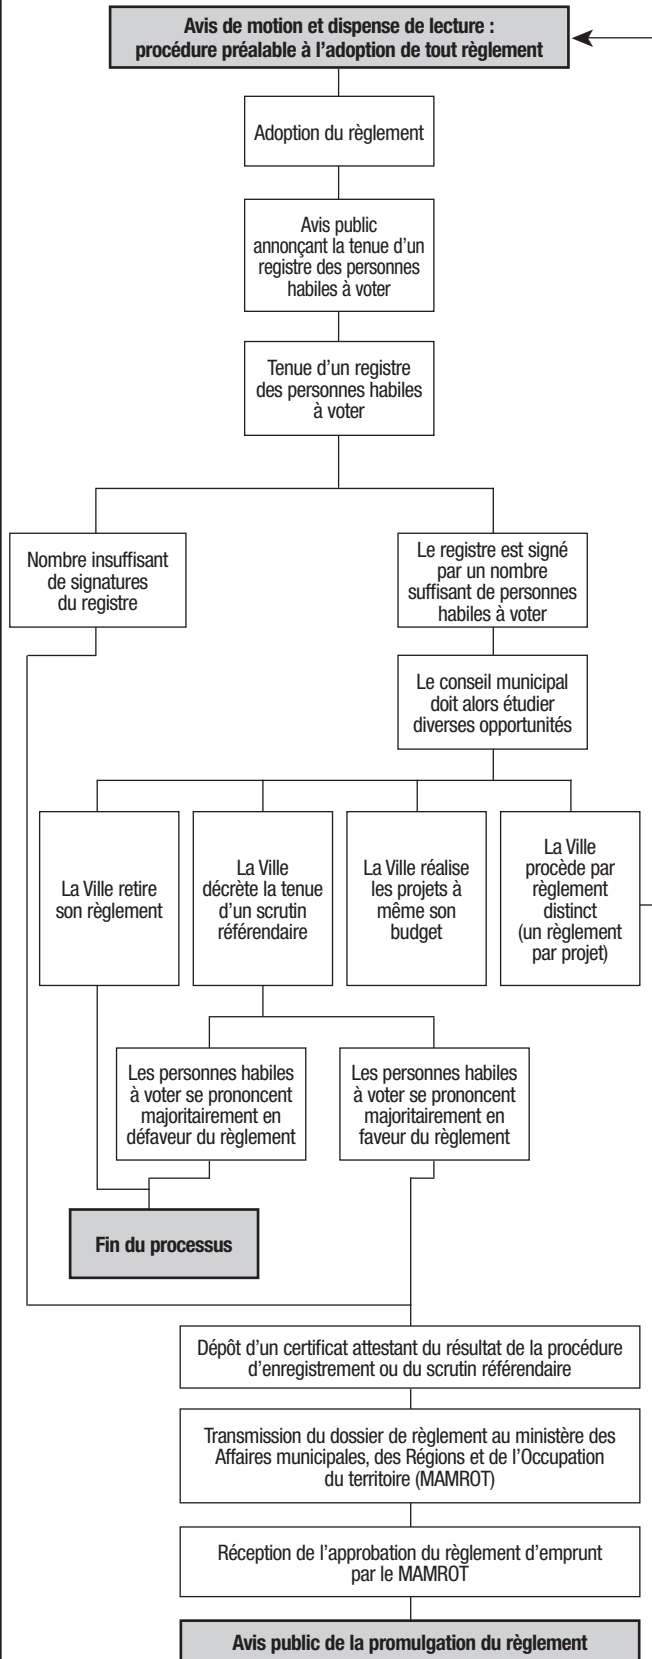 Avis de motion et dispense de lecture :
procédure préalable à l’adoption de tout règlement
Adoption du règlement
Avis public
annonçant la tenue d’un
registre des personnes
habiles à voter
Tenue d’un registre
des personnes habiles
à voter
Nombre insuffisant
de signatures
du registre
Le registre est signé
par un nombre
suffisant de personnes
habiles à voter
Le conseil municipal
doit alors étudier
diverses opportunités
La Ville retire
son règlement
La Ville
décrète la tenue
d’un scrutin
référendaire
La Ville réalise
les projets à
même son
budget
La Ville
procède par
règlement
distinct
(un règlement
par projet)
Les personnes habiles
à voter se prononcent
majoritairement en
défaveur du règlement
Les personnes habiles
à voter se prononcent
majoritairement en
faveur du règlement
Fin du processus
Dépôt d’un certificat attestant du résultat de la procédure
d’enregistrement ou du scrutin référendaire
Transmission du dossier de règlement au ministère des
Affaires municipales, des Régions et de l’Occupation
du territoire (MAMROT)
Réception de l’approbation du règlement d’emprunt
par le MAMROT
Avis public de la promulgation du règlement